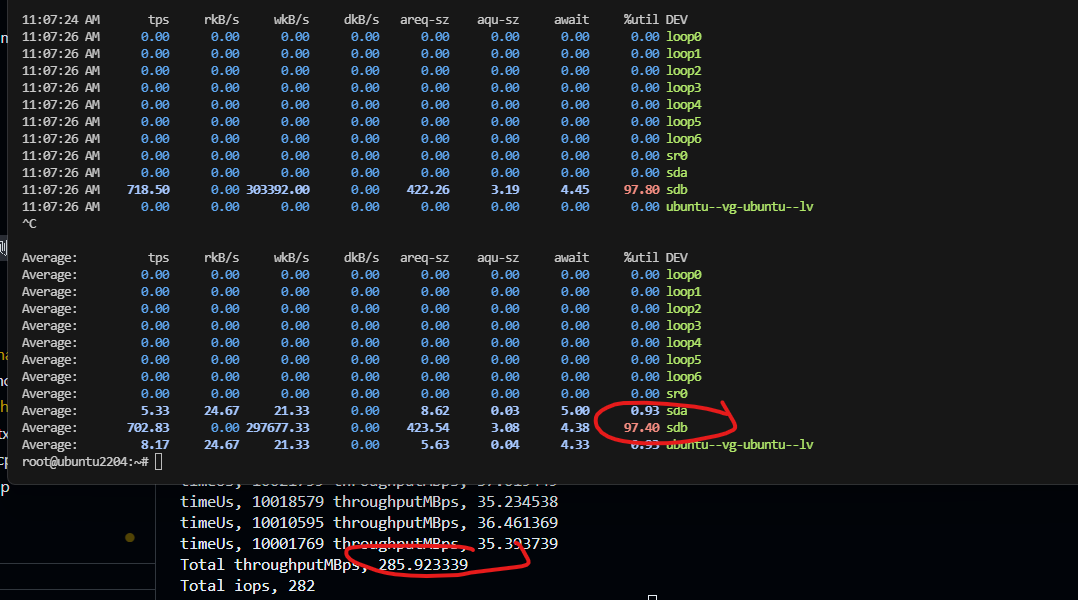 11:07:24 AM tps rkB/s wkB/s dkB/s areq-sz aqu-sz await %util DEV
11:07:26 AM 0.00 0.00 0.00 0.00 0.00 0.00 0.00 0.00 loop0
11:07:26 AM 0.00 0.00 0.00 0.00 0.00 0.00 0.00 0.00 loop1
11:07:26 AM 0.00 0.00 0.00 0.00 0.00 0.00 0.00 0.00 loop2
11:07:26 AM 0.00 0.00 0.00 0.00 0.00 0.00 0.00 0.00 loop3
11:07:26 AM 0.00 0.00 0.00 0.00 0.00 0.00 0.00 0.00 loop4
11:07:26 AM 0.00 0.00 0.00 0.00 0.00 0.00 0.00 0.00 loop5
11:07:26 AM 0.00 0.00 0.00 0.00 0.00 0.00 0.00 0.00 loop6
11:07:26 AM 0.00 0.00 0.00 0.00 0.00 0.00 0.00 0.00 sr0
11:07:26 AM 0.00 0.00 0.00 0.00 0.00 0.00 0.00 0.00 sda
11:07:26 AM 718.50 0.00 303392.00 0.00 422.26 3.19 4.45 97.80 sdb
11:07:26 AM 0.00 0.00 0.00 0.00 0.00 0.00 0.00 0.00 ubuntu--vg-ubuntu--lv
^C
Average: tps rkB/s wkB/s dkB/s areq-sz aqu-sz await %util DEV
Average: 0.00 0.00 0.00 0.00 0.00 0.00 0.00 0.00 loop0
Average: 0.00 0.00 0.00 0.00 0.00 0.00 0.00 0.00 loop1
Average: 0.00 0.00 0.00 0.00 0.00 0.00 0.00 0.00 loop2
Average: 0.00 0.00 0.00 0.00 0.00 0.00 0.00 0.00 loop3
Average: 0.00 0.00 0.00 0.00 0.00 0.00 0.00 0.00 loop4
Average: 0.00 0.00 0.00 0.00 0.00 0.00 0.00 0.00 loop5
Average: 0.00 0.00 0.00 0.00 0.00 0.00 0.00 0.00 loop6
Average: 0.00 0.00 0.00 0.00 0.00 0.00 0.00 0.00 sr0
Average: 5.33 24.67 21.33 0.00 8.62 0.03 5.00 0.93 sda
Average: 702.83 0.00 297677.33 0.00 423.54 3.08 4.38 97.40 sdb
Average: 8.17 24.67 21.33 0.00 5.63 0.04 4.33 0.93 ubuntu--vg-ubuntu--lv
root@ubuntu2204:~#
timeUs, 10018579 throughputMBps, 35.234538
timeUs, 10010595 throughputMBps, 36.461369
timeUs, 10001769 throughputMBps, 35.393739
Total throughputMBps, 285.923339
Total iops, 282